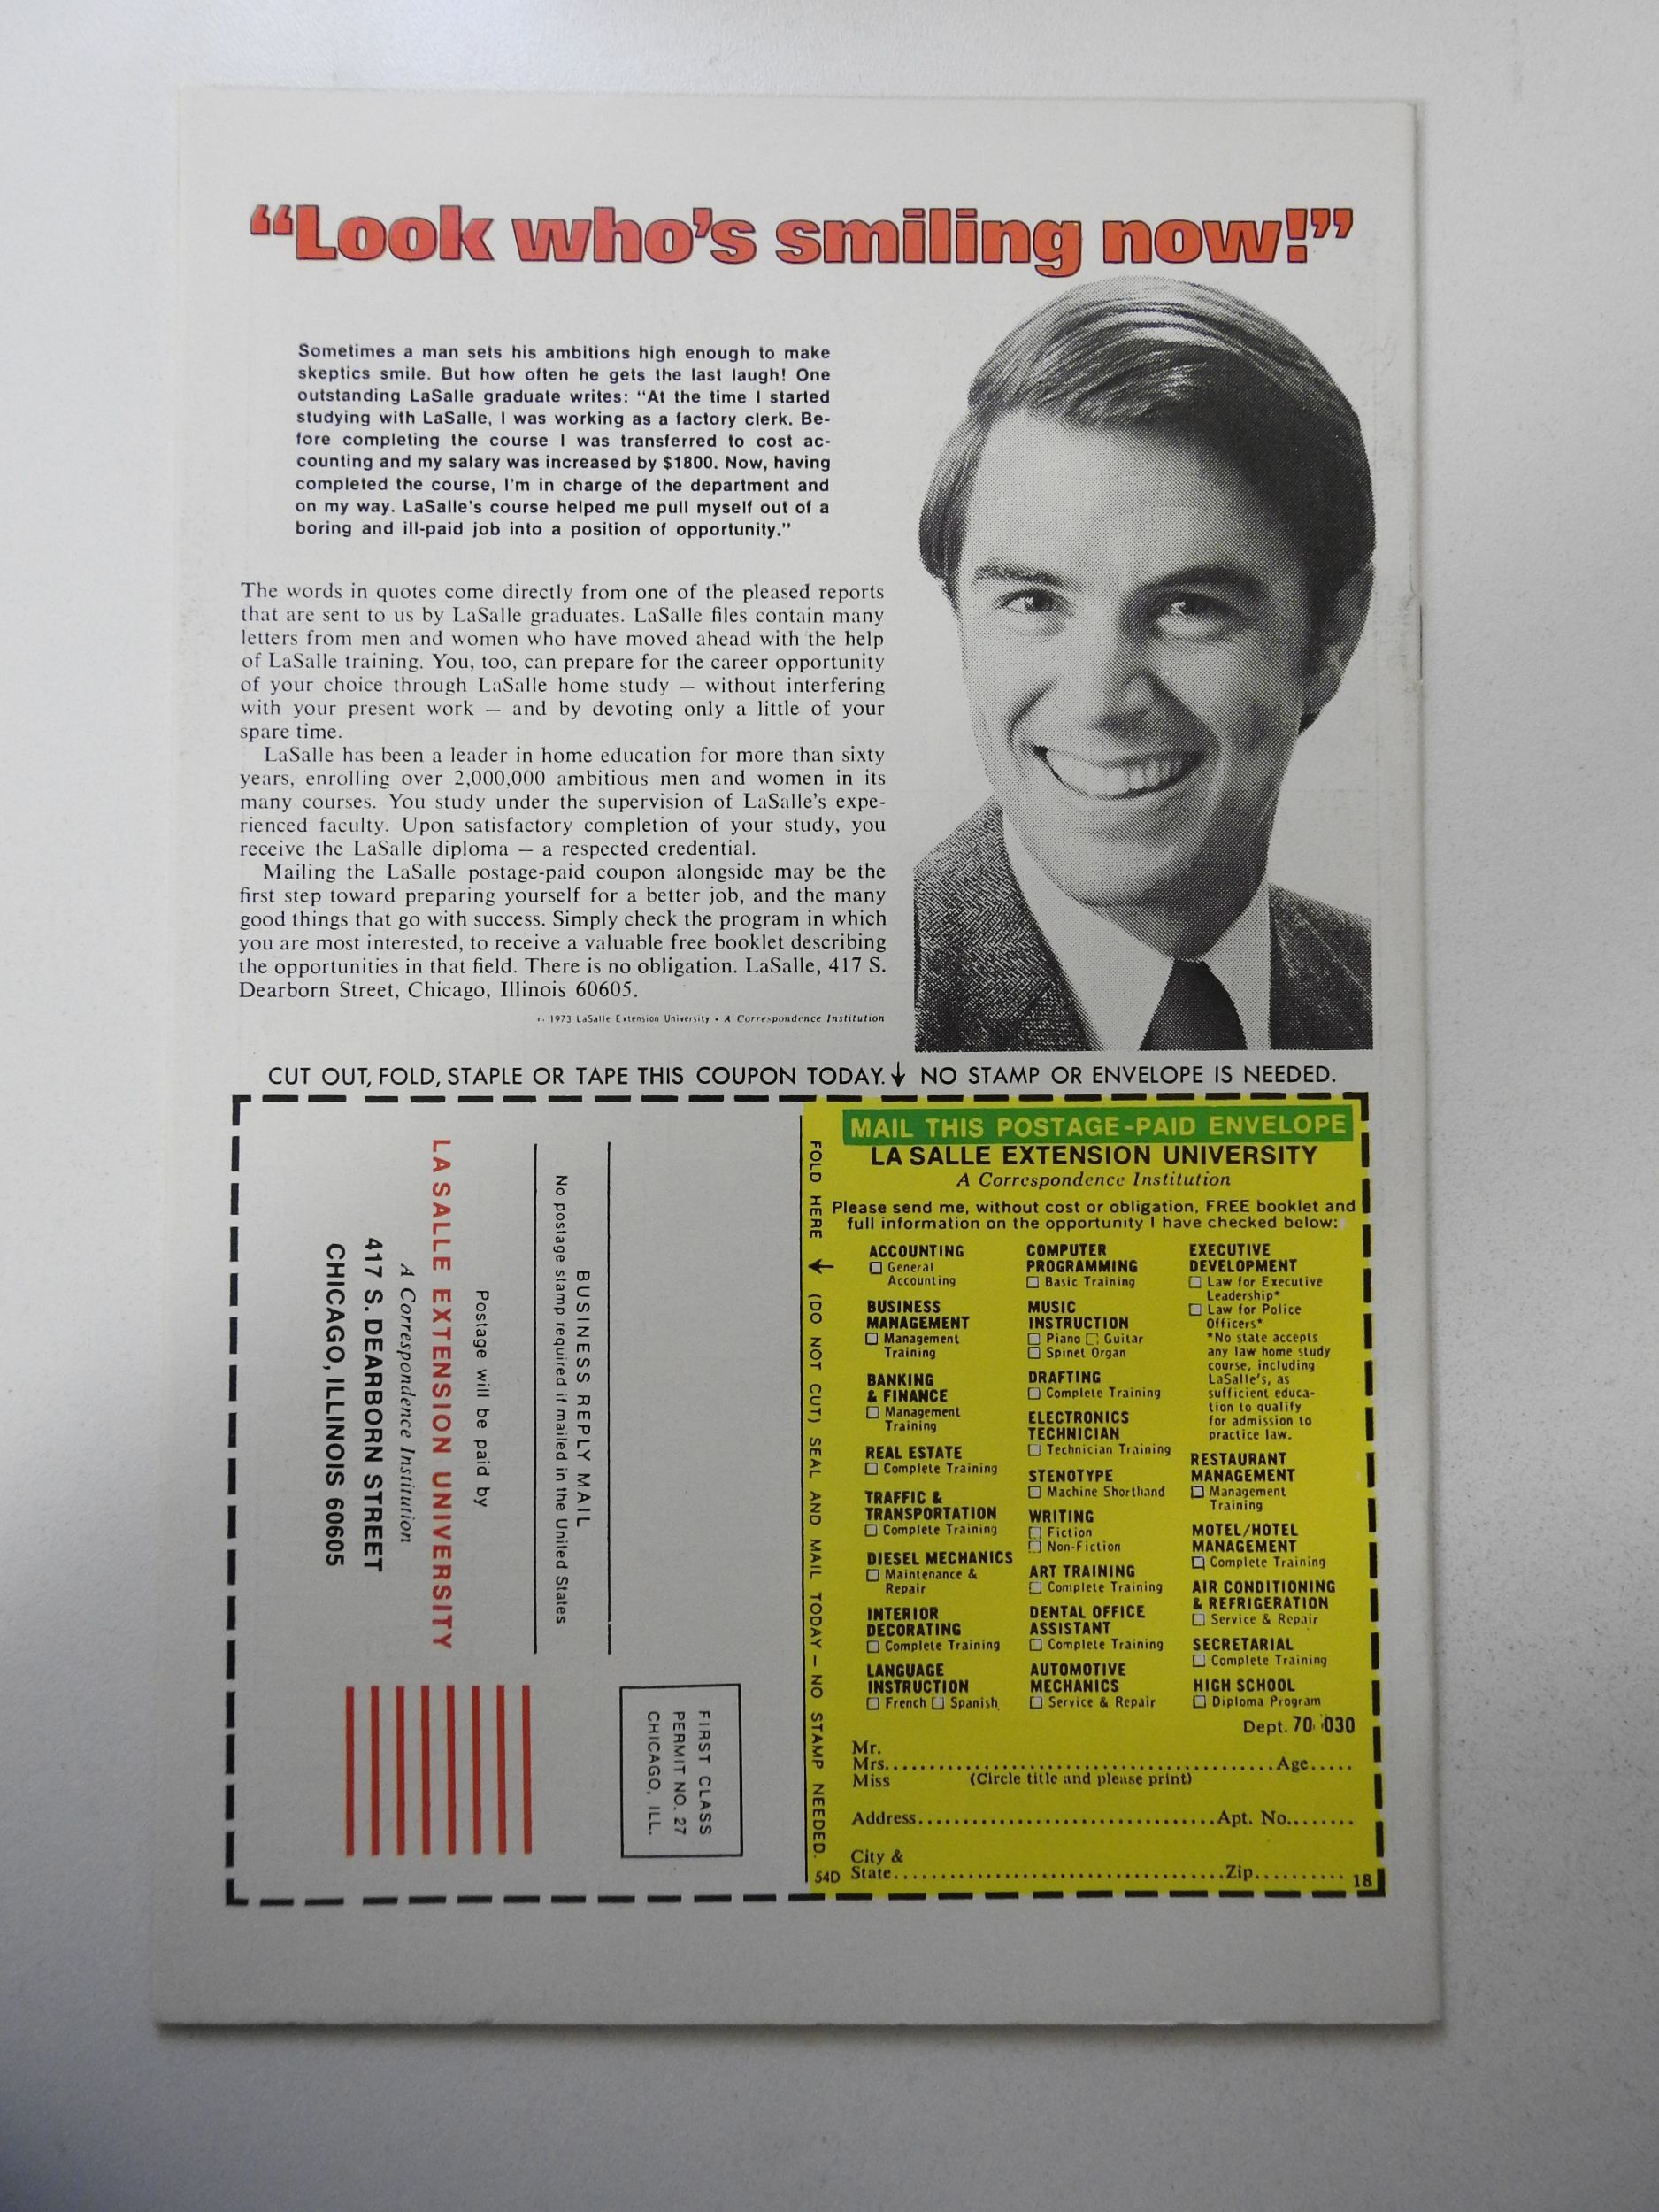 “Look who’s smiling now!”
Sometimes a man sets his ambitions high enough to make
skeptics smile. But how often he gets the last laugh! One
outstanding LaSalle graduate writes: “At the time I started
studying with LaSalle, I was working as a factory clerk. Be-
fore completing the course I was transferred to cost ac-
counting and my salary was increased by $1800. Now, having
completed the course, I'm in charge of the department and
on my way. LaSalle's course helped me pull myself out of a
boring and ill-paid job into a position of opportunity.”
The words in quotes come directly from one of the pleased reports
that are sent to us by LaSalle graduates. LaSalle files contain many
letters from men and women who have moved ahead with the help
of LaSalle training. You, too, can prepare for the career opportunity
of your choice through LaSalle home study — without interfering
with your present work — and by devoting only a little of your
spare time.
LaSalle has been a leader in home education for more than sixty
years, enrolling over 2,000,000 ambitious men and women in its
many courses. You study under the supervision of LaSalle's expe-
rienced faculty. Upon satisfactory completion of your study, you
receive the LaSalle diploma — a respected credential.
Mailing the LaSalle postage-paid coupon alongside may be the
first step toward preparing yourself for a better job, and the many
good things that go with success. Simply check the program in which
you are most interested, to receive a valuable free booklet describing
the opportunities in that field. There is no obligation. LaSalle, 417 S.
Dearborn Street, Chicago, Illinois 60605.
© 1973 LaSalle Extension University • A Correspondence Institution
CUT OUT, FOLD, STAPLE OR TAPE THIS COUPON TODAY. ↓ NO STAMP OR ENVELOPE IS NEEDED.
FIRST CLASS
PERMIT NO. 27
CHICAGO, ILL.
BUSINESS REPLY MAIL
No postage stamp required if mailed in the United States
Postage will be paid by
LA SALLE EXTENSION UNIVERSITY
A Correspondence Institution
417 S. DEARBORN STREET
CHICAGO, ILLINOIS 60605
FOLD HERE ↓ (DO NOT CUT) SEAL AND MAIL TODAY — NO STAMP NEEDED.
54D
MAIL THIS POSTAGE-PAID ENVELOPE
LA SALLE EXTENSION UNIVERSITY
A Correspondence Institution
Please send me, without cost or obligation, FREE booklet and
full information on the opportunity I have checked below:
ACCOUNTING
☐ General
Accounting
BUSINESS
MANAGEMENT
☐ Management
Training
BANKING
& FINANCE
☐ Management
Training
REAL ESTATE
☐ Complete Training
TRAFFIC &
TRANSPORTATION
☐ Complete Training
DIESEL MECHANICS
☐ Maintenance &
Repair
INTERIOR
DECORATING
☐ Complete Training
LANGUAGE
INSTRUCTION
☐ French ☐ Spanish
COMPUTER
PROGRAMMING
☐ Basic Training
MUSIC
INSTRUCTION
☐ Piano ☐ Guitar
☐ Spinet Organ
DRAFTING
☐ Complete Training
ELECTRONICS
TECHNICIAN
☐ Technician Training
STENOTYPE
☐ Machine Shorthand
WRITING
☐ Fiction
☐ Non-Fiction
ART TRAINING
☐ Complete Training
DENTAL OFFICE
ASSISTANT
☐ Complete Training
AUTOMOTIVE
MECHANICS
☐ Service & Repair
EXECUTIVE
DEVELOPMENT
☐ Law for Executive
Leadership*
☐ Law for Police
Officers*
*No state accepts
any law home study
course, including
LaSalle's, as
sufficient educa-
tion to qualify
for admission to
practice law.
RESTAURANT
MANAGEMENT
☐ Management
Training
MOTEL/HOTEL
MANAGEMENT
☐ Complete Training
AIR CONDITIONING
& REFRIGERATION
☐ Service & Repair
SECRETARIAL
☐ Complete Training
HIGH SCHOOL
☐ Diploma Program
Dept. 70-030
Mr.
Mrs. Age
Miss (Circle title and please print)
Address Apt. No.
City &
State Zip
18